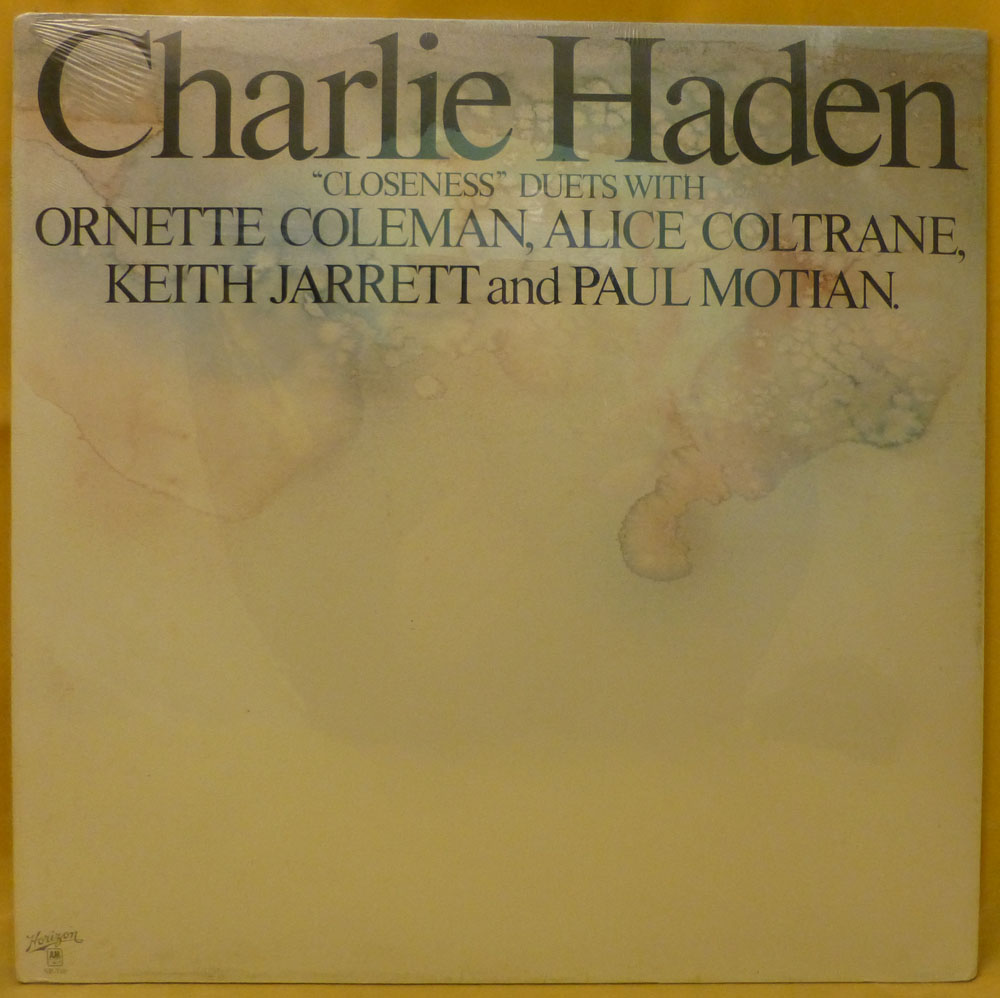 Charlie Haden
“CLOSENESS” DUETS WITH
ORNETTE COLEMAN, ALICE COLTRANE,
KEITH JARRETT and PAUL MOTIAN.
Horizon
A&M